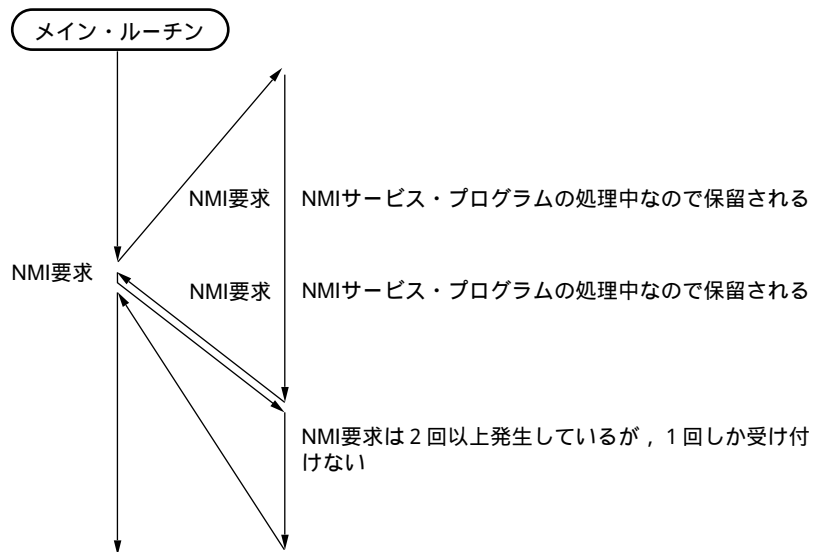 メイン・ルーチン
NMI要求
NMIサービス・プログラムの処理中なので保留される
NMI要求
NMI要求
NMIサービス・プログラムの処理中なので保留される
NMI要求は2回以上発生しているが，1回しか受け付
けない